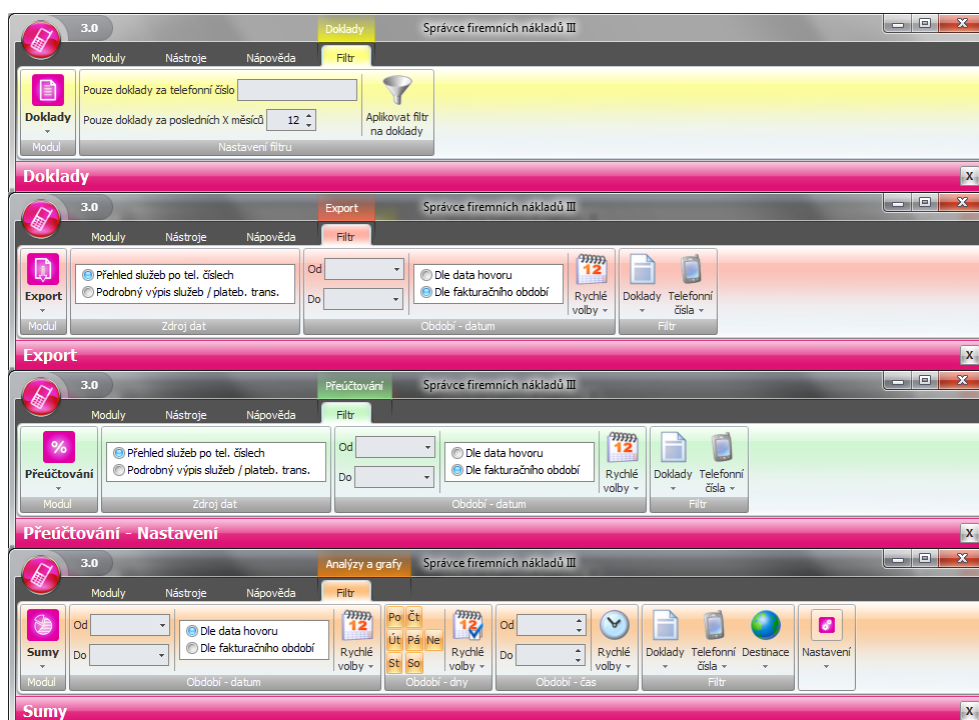 3.0 Doklady Správce firemních nákladů III
Moduly Nástroje Nápověda Filtr
Pouze doklady za telefonní číslo
Doklady Pouze doklady za posledních X měsíců 12 Aplikovat filtr
na doklady
Modul Nastavení filtru
Doklady x
3.0 Export Správce firemních nákladů III
Moduly Nástroje Nápověda Filtr
Od 12
Přehled služeb po tel. číslech Dle data hovoru
Podrobný výpis služeb / plateb. trans. Dle fakturačního období
Export Do Rychlé Doklady Telefonní
volby čísla
Modul Zdroj dat Období - datum Filtr
Export x
3.0 Přeúčtování Správce firemních nákladů III
Moduly Nástroje Nápověda Filtr
% Od 12
Přehled služeb po tel. číslech Dle data hovoru
Podrobný výpis služeb / plateb. trans. Dle fakturačního období
Přeúčtování Do Rychlé Doklady Telefonní
volby čísla
Modul Zdroj dat Období - datum Filtr
Přeúčtování - Nastavení x
3.0 Analýzy a grafy Správce firemních nákladů III
Moduly Nástroje Nápověda Filtr
Po Čt
Od Dle data hovoru 12 12 Od
Út Pá Ne
Dle fakturačního období
Sumy Do Rychlé St So Rychlé Do Rychlé Doklady Telefonní Destinace Nastavení
volby volby volby čísla
Modul Období - datum Období - dny Období - čas Filtr
Sumy x